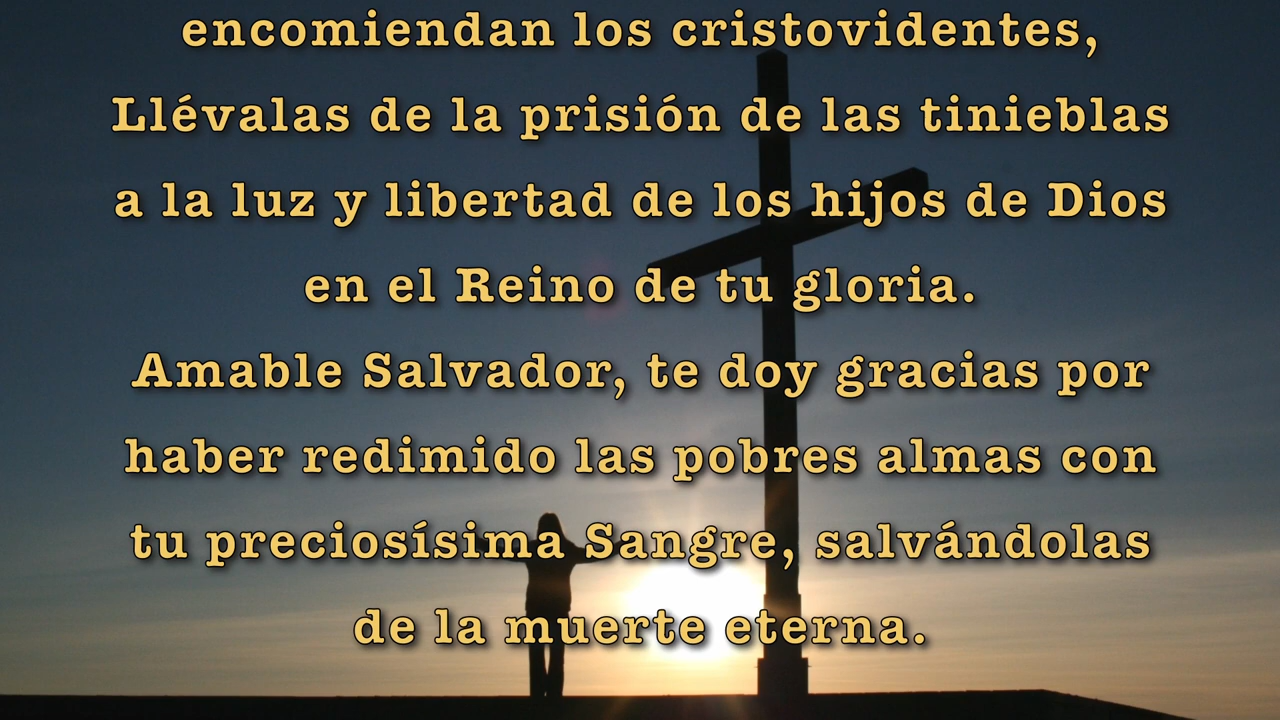 encomiendan los cristovidentes,
Llévalas de la prisión de las tinieblas
a la luz y libertad de los hijos de Dios
en el Reino de tu gloria.
Amable Salvador, te doy gracias por
haber redimido las pobres almas con
tu preciosísima Sangre, salvándolas
de la muerte eterna.